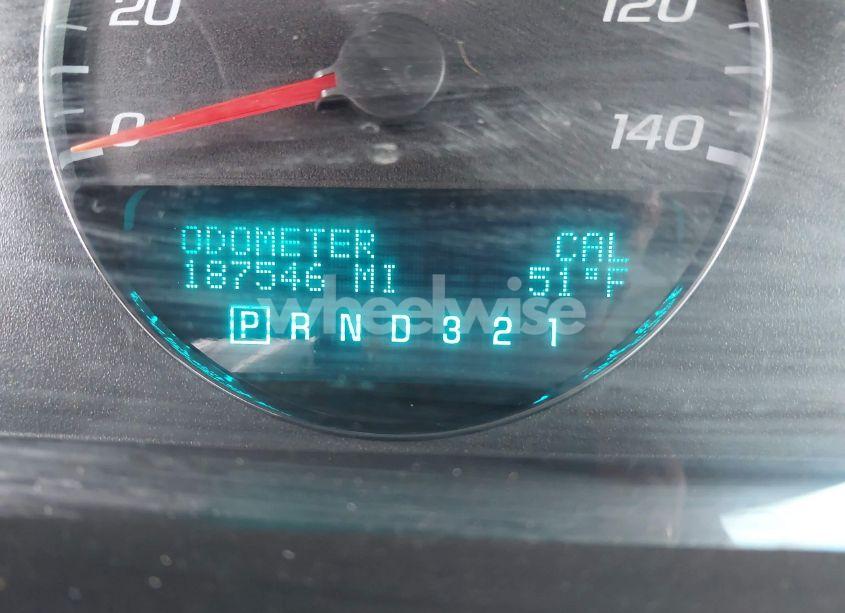 20 120
0 140
ODOMETER CAL
187546 MI 51°F
wheelwise
P R N D 3 2 1